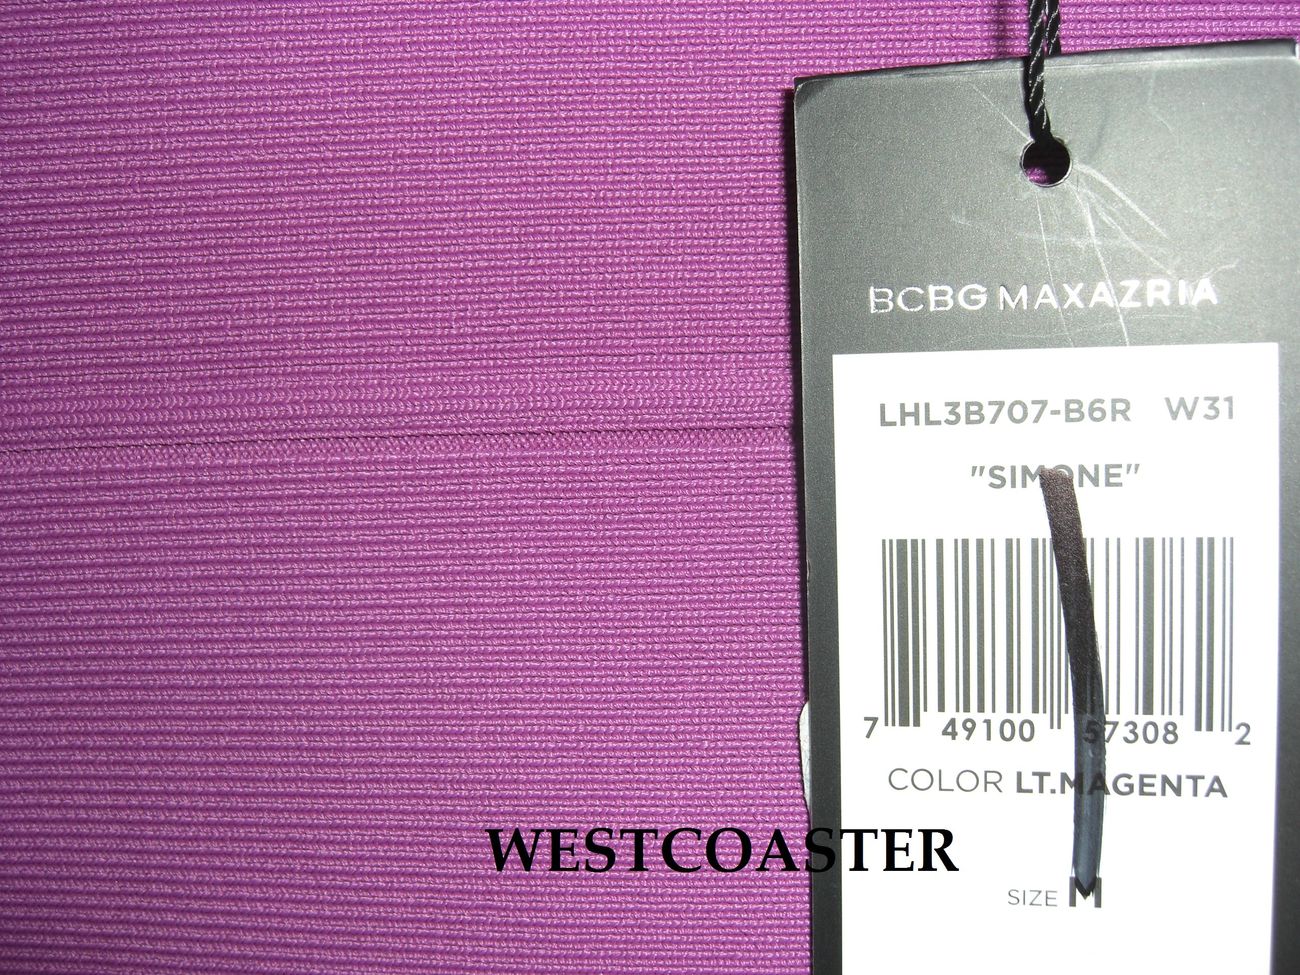 BCBGMAXAZRIA
LHL3B707-B6R W31
"SIMONE"
7 49100 57308 2
COLOR LT.MAGENTA
WESTCOASTER
SIZE M